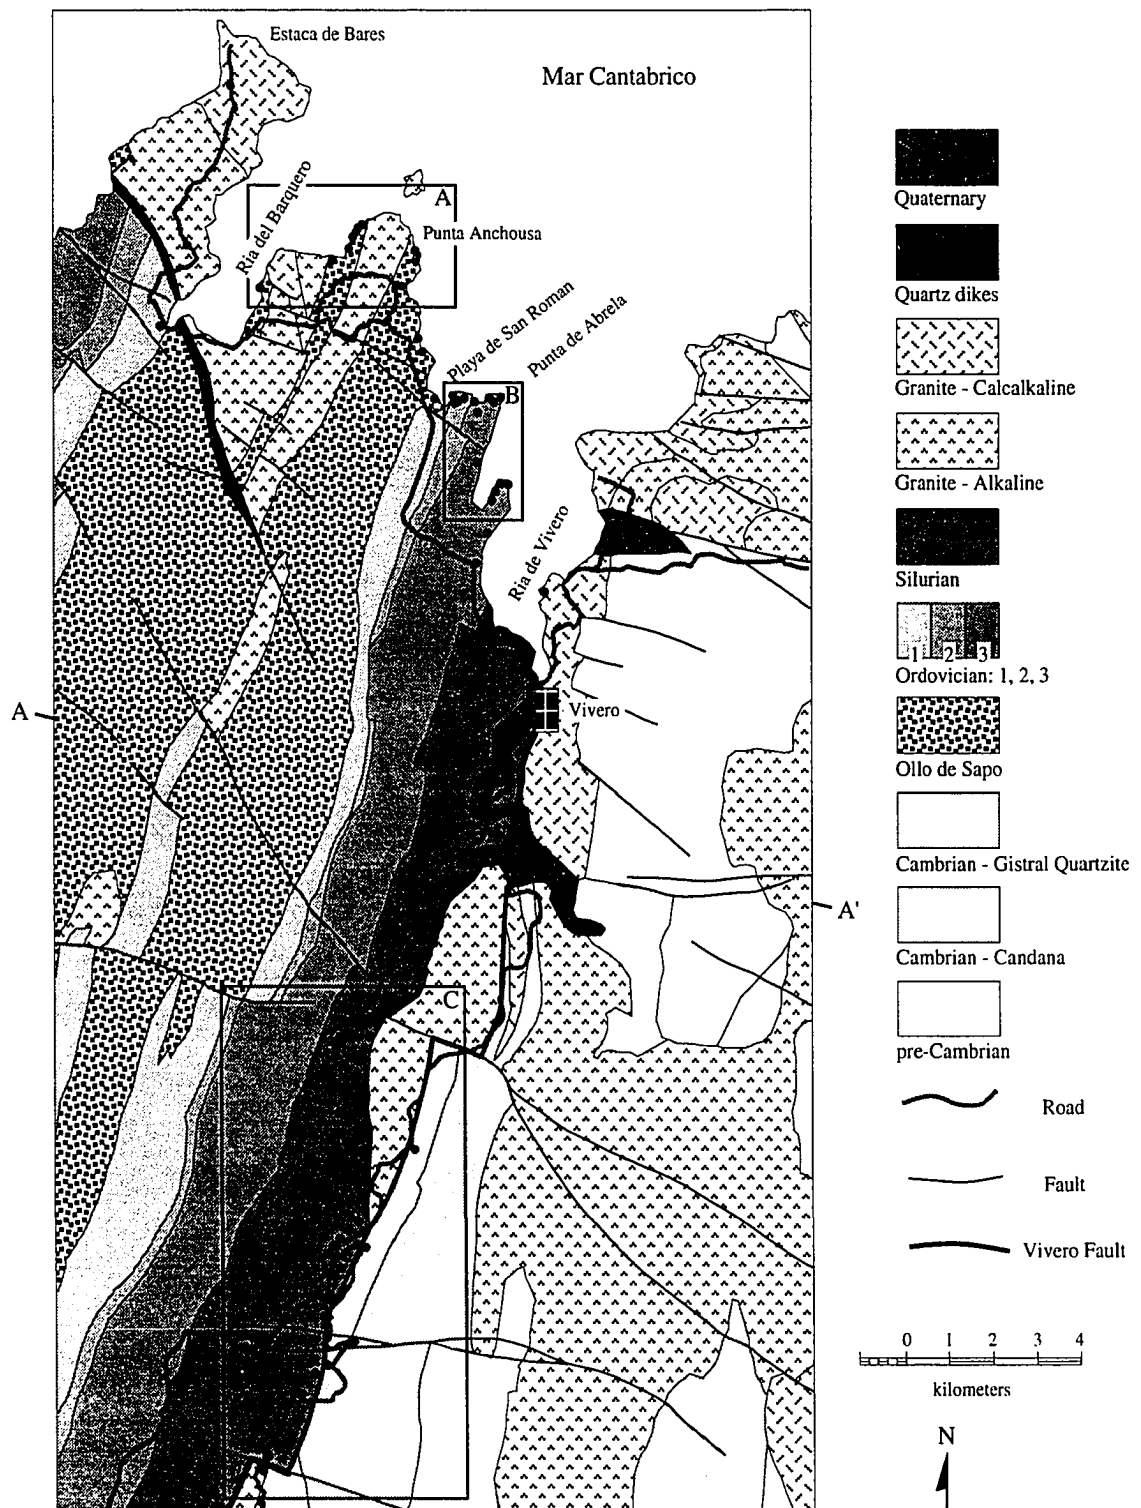 Estaca de Bares
Mar Cantabrico
Ria del Barquero
A
Punta Anchousa
Playa de San Roman
Punta de Abrela
B
Ria de Vivero
A
Vivero
A'
C
Quaternary
Quartz dikes
Granite - Calcalkaline
Granite - Alkaline
Silurian
1 2 3
Ordovician: 1, 2, 3
Ollo de Sapo
Cambrian - Gistral Quartzite
Cambrian - Candana
pre-Cambrian
Road
Fault
Vivero Fault
0 1 2 3 4
kilometers
N